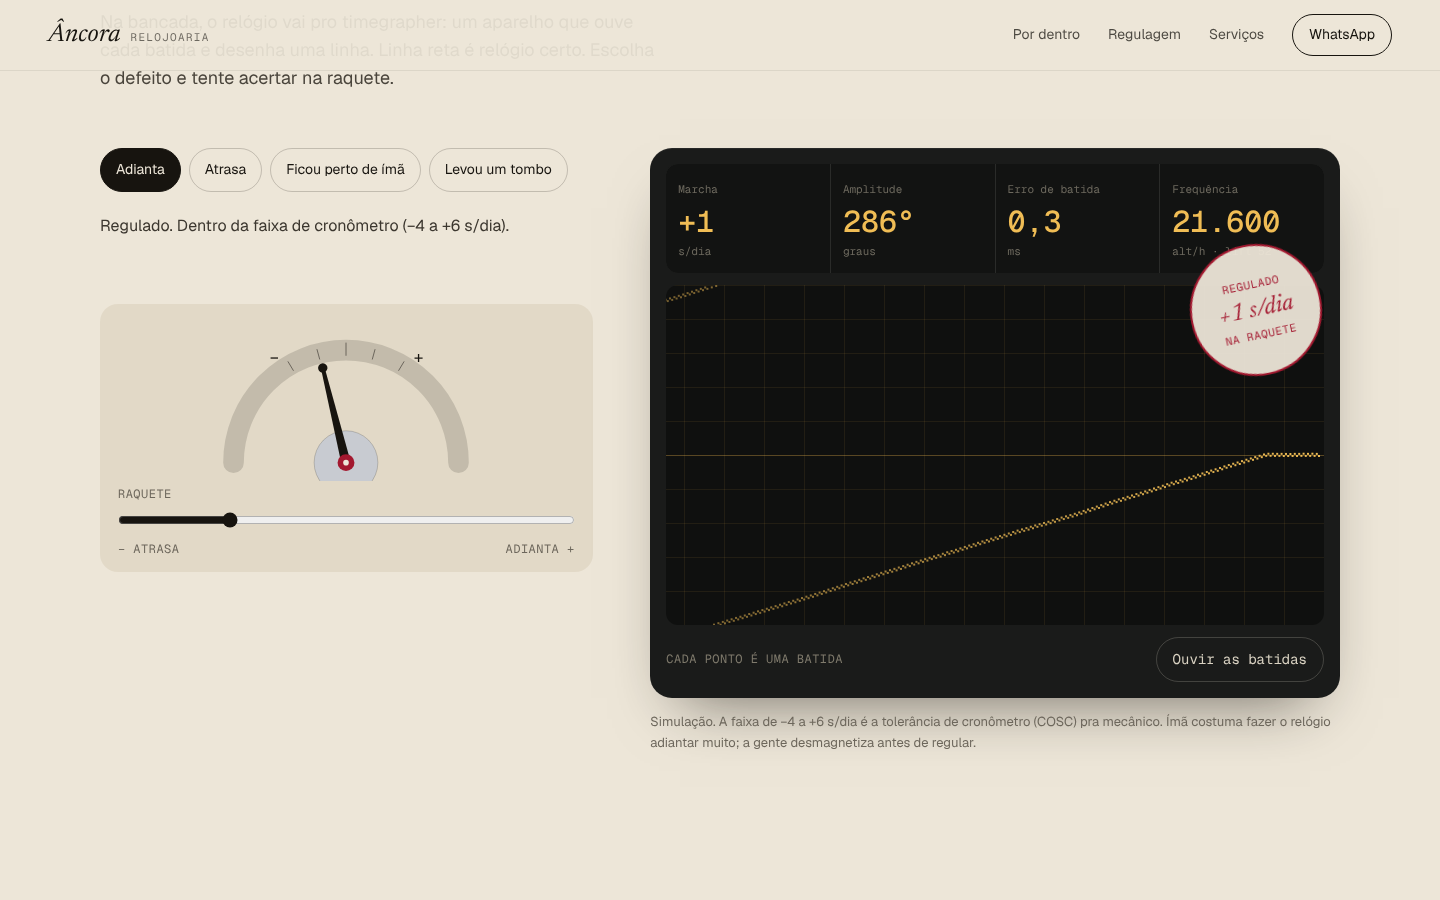 Na bancada, o relógio vai pro timegrapher: um aparelho que ouve
Âncora RELOJOARIA
Por dentro Regulagem Serviços WhatsApp
cada batida e desenha uma linha. Linha reta é relógio certo. Escolha
o defeito e tente acertar na raquete.
Adianta Atrasa Ficou perto de ímã Levou um tombo
Regulado. Dentro da faixa de cronômetro (−4 a +6 s/dia).
− +
RAQUETE
− ATRASA ADIANTA +
Marcha Amplitude Erro de batida Frequência
+1 286° 0,3 21.600
s/dia graus ms alt/h ·
REGULADO
+1 s/dia
NA RAQUETE
CADA PONTO É UMA BATIDA Ouvir as batidas
Simulação. A faixa de −4 a +6 s/dia é a tolerância de cronômetro (COSC) pra mecânico. Ímã costuma fazer o relógio
adiantar muito; a gente desmagnetiza antes de regular.